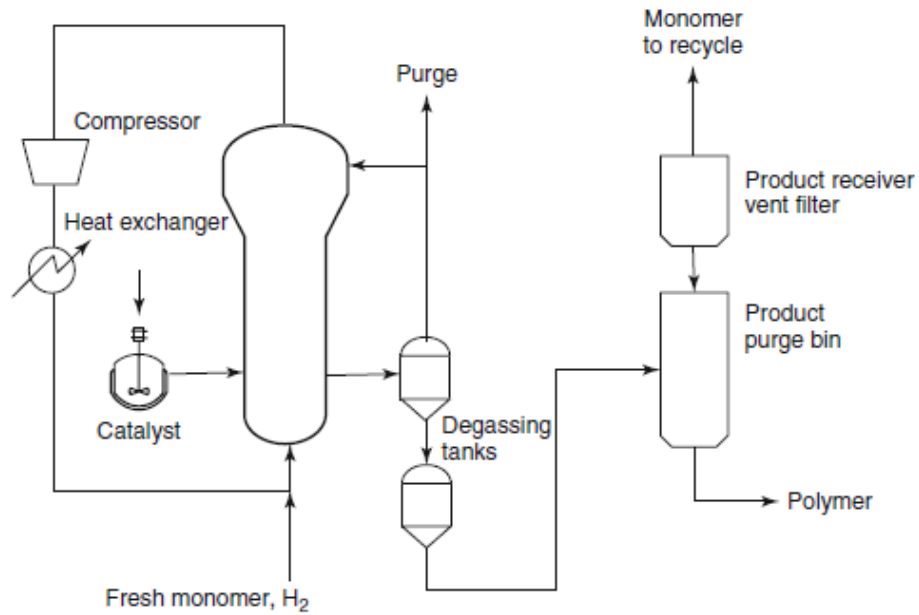 Monomer
to recycle
Purge
Compressor
Product receiver
vent filter
Heat exchanger
Product
purge bin
Catalyst
Degassing
tanks
Polymer
Fresh monomer, H₂